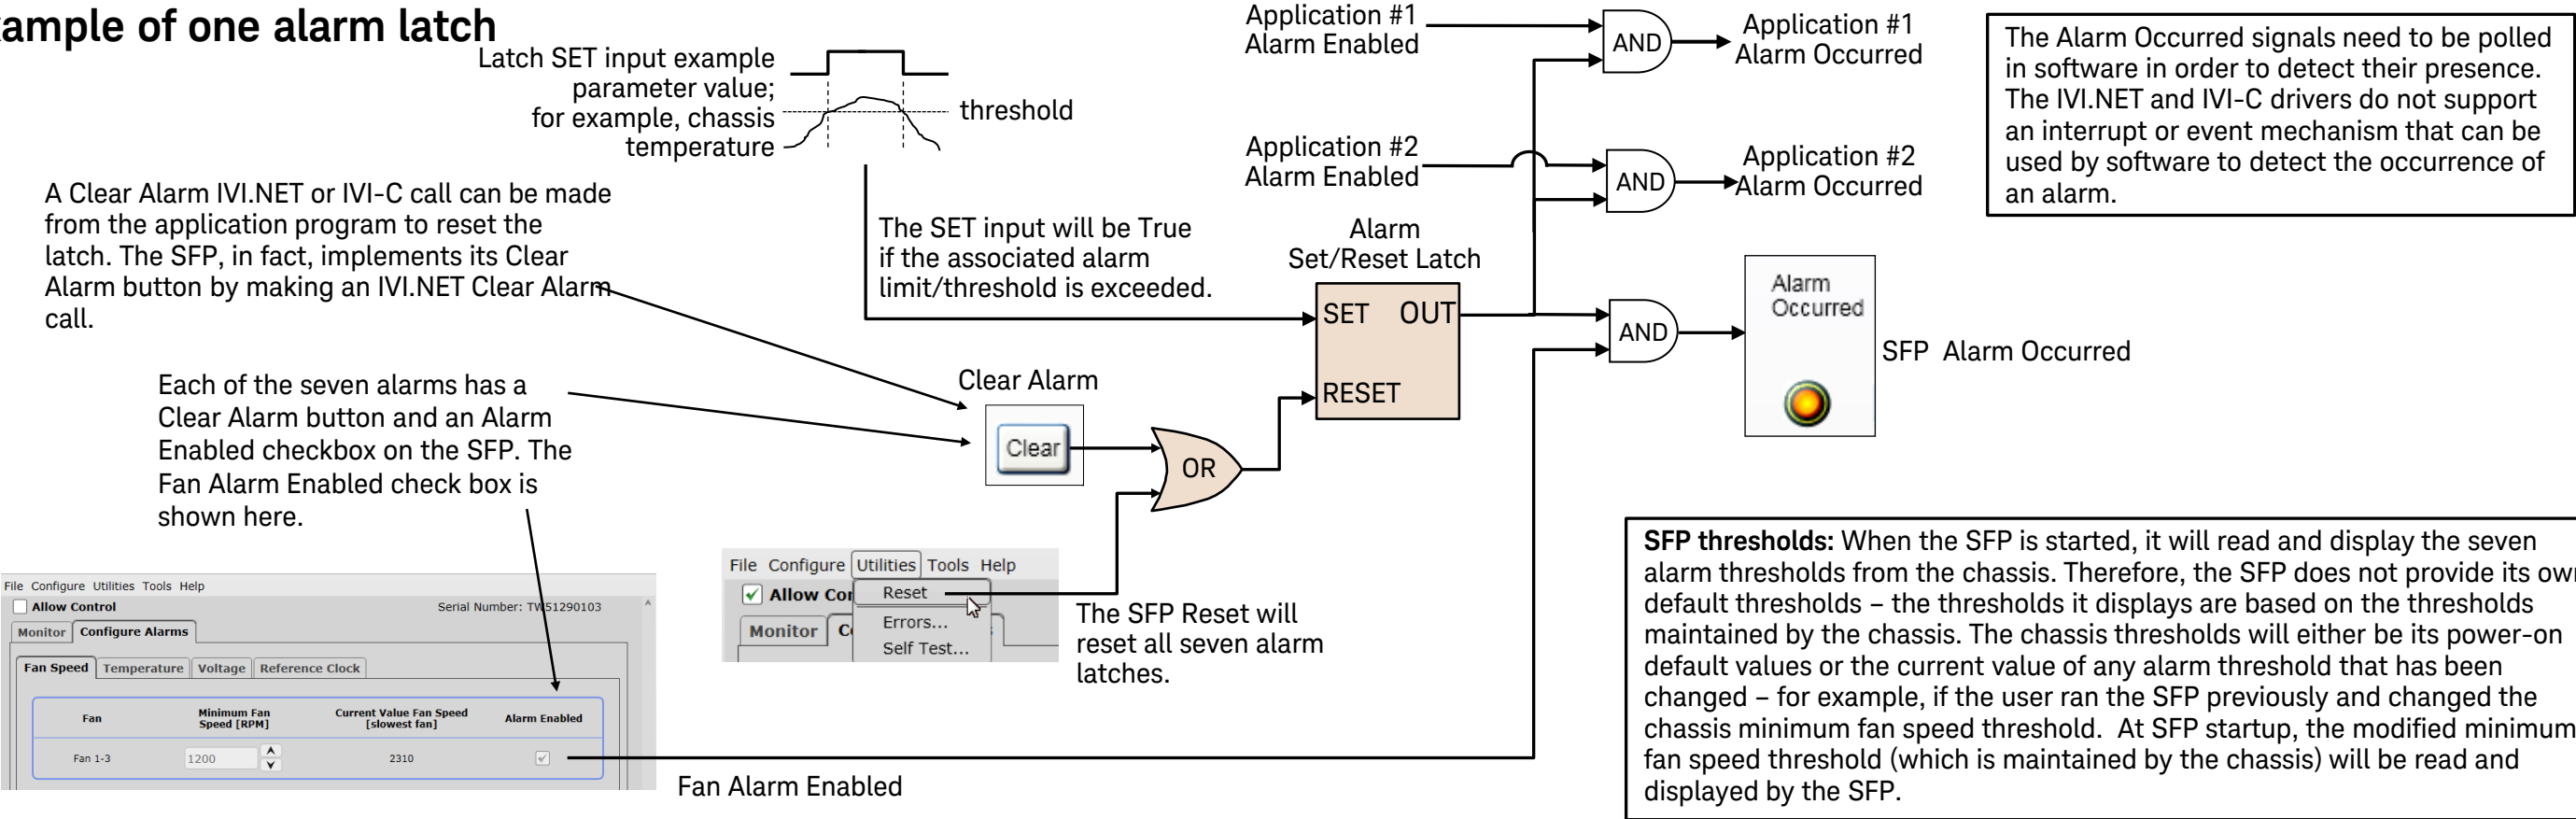 ample of one alarm latch
Latch SET input example
parameter value;
for example, chassis
temperature
threshold
Application #1
Alarm Enabled
AND
Application #1
Alarm Occurred
The Alarm Occurred signals need to be polled
in software in order to detect their presence.
The IVI.NET and IVI-C drivers do not support
an interrupt or event mechanism that can be
used by software to detect the occurrence of
an alarm.
Application #2
Alarm Enabled
AND
Application #2
Alarm Occurred
A Clear Alarm IVI.NET or IVI-C call can be made
from the application program to reset the
latch. The SFP, in fact, implements its Clear
Alarm button by making an IVI.NET Clear Alarm
call.
The SET input will be True
if the associated alarm
limit/threshold is exceeded.
Alarm
Set/Reset Latch
SET OUT
RESET
AND
Alarm
Occurred
SFP Alarm Occurred
Each of the seven alarms has a
Clear Alarm button and an Alarm
Enabled checkbox on the SFP. The
Fan Alarm Enabled check box is
shown here.
Clear Alarm
Clear
OR
File Configure Utilities Tools Help
Allow Con
Reset
Errors...
Self Test...
Monitor Co
The SFP Reset will
reset all seven alarm
latches.
File Configure Utilities Tools Help
Allow Control
Serial Number: TW51290103
Monitor Configure Alarms
Fan Speed Temperature Voltage Reference Clock
Fan
Minimum Fan
Speed [RPM]
Current Value Fan Speed
[slowest fan]
Alarm Enabled
Fan 1-3 1200 2310
Fan Alarm Enabled
SFP thresholds: When the SFP is started, it will read and display the seven
alarm thresholds from the chassis. Therefore, the SFP does not provide its own
default thresholds – the thresholds it displays are based on the thresholds
maintained by the chassis. The chassis thresholds will either be its power-on
default values or the current value of any alarm threshold that has been
changed – for example, if the user ran the SFP previously and changed the
chassis minimum fan speed threshold. At SFP startup, the modified minimum
fan speed threshold (which is maintained by the chassis) will be read and
displayed by the SFP.